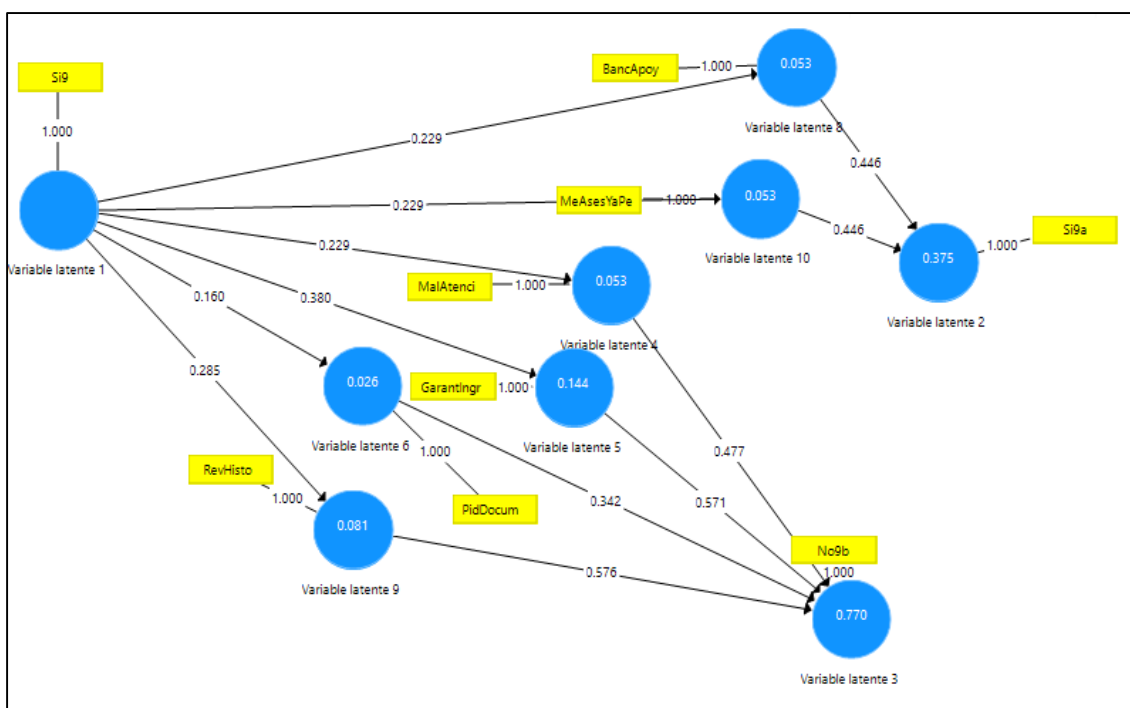 Si9
1.000
Variable latente 1
BancApoy
1.000
0.053
Variable latente 8
0.229
0.446
MeAsesYaPe
1.000
0.053
Variable latente 10
0.229
0.446
Si9a
1.000
0.375
Variable latente 2
0.229
MalAtenci
1.000
0.053
Variable latente 4
0.160
0.380
0.285
0.026
Variable latente 6
GarantIngr
1.000
0.144
Variable latente 5
1.000
PidDocum
0.477
0.342
0.571
RevHisto
1.000
0.081
Variable latente 9
0.576
No9b
1.000
0.770
Variable latente 3